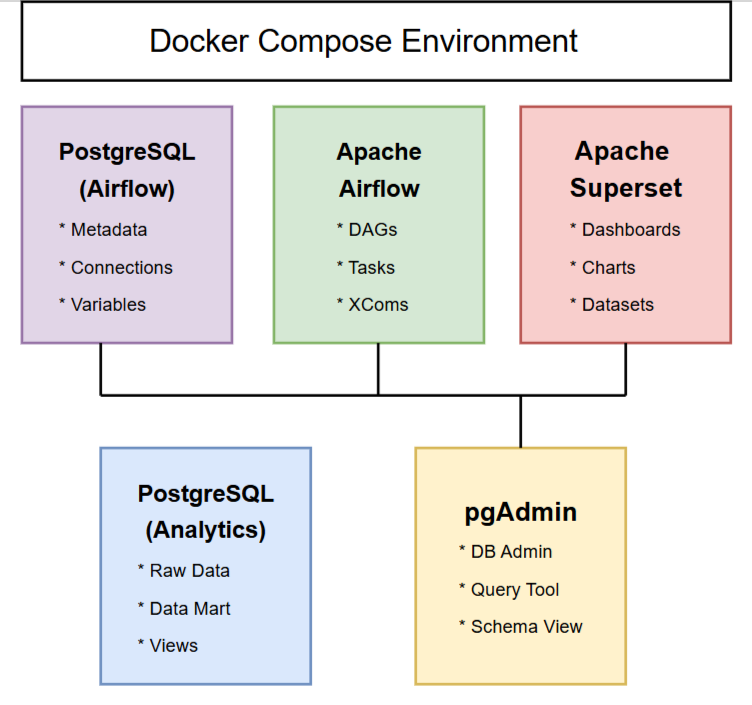 Docker Compose Environment
PostgreSQL
(Airflow)
* Metadata
* Connections
* Variables
Apache
Airflow
* DAGs
* Tasks
* XComs
Apache
Superset
* Dashboards
* Charts
* Datasets
PostgreSQL
(Analytics)
* Raw Data
* Data Mart
* Views
pgAdmin
* DB Admin
* Query Tool
* Schema View